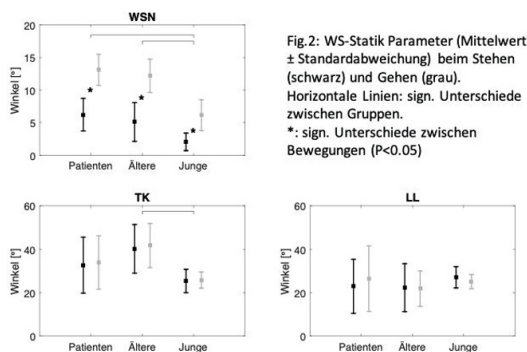 WSN
20
15
10
5
0
Winkel [°]
*
*
*
Patienten
Ältere
Junge
Fig.2: WS-Statik Parameter (Mittelwert
± Standardabweichung) beim Stehen
(schwarz) und Gehen (grau).
Horizontale Linien: sign. Unterschiede
zwischen Gruppen.
*: sign. Unterschiede zwischen
Bewegungen (P<0.05)
TK
60
40
20
0
Winkel [°]
Patienten
Ältere
Junge
LL
60
40
20
0
Winkel [°]
Patienten
Ältere
Junge